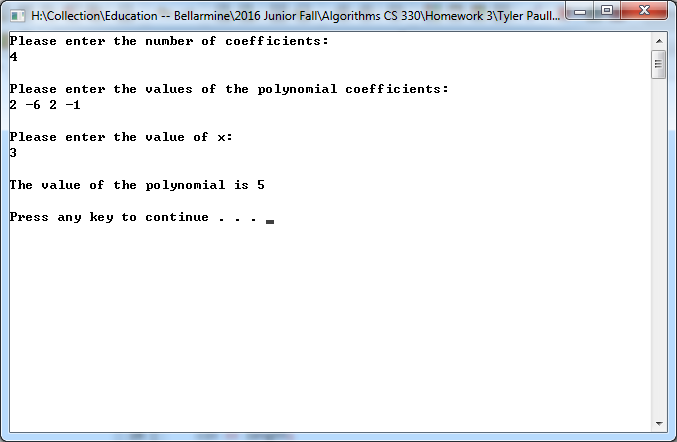 H:\Collection\Education -- Bellarmine\2016 Junior Fall\Algorithms CS 330\Homework 3\Tyler Paull...
Please enter the number of coefficients:
4
Please enter the values of the polynomial coefficients:
2 -6 2 -1
Please enter the value of x:
3
The value of the polynomial is 5
Press any key to continue . . .